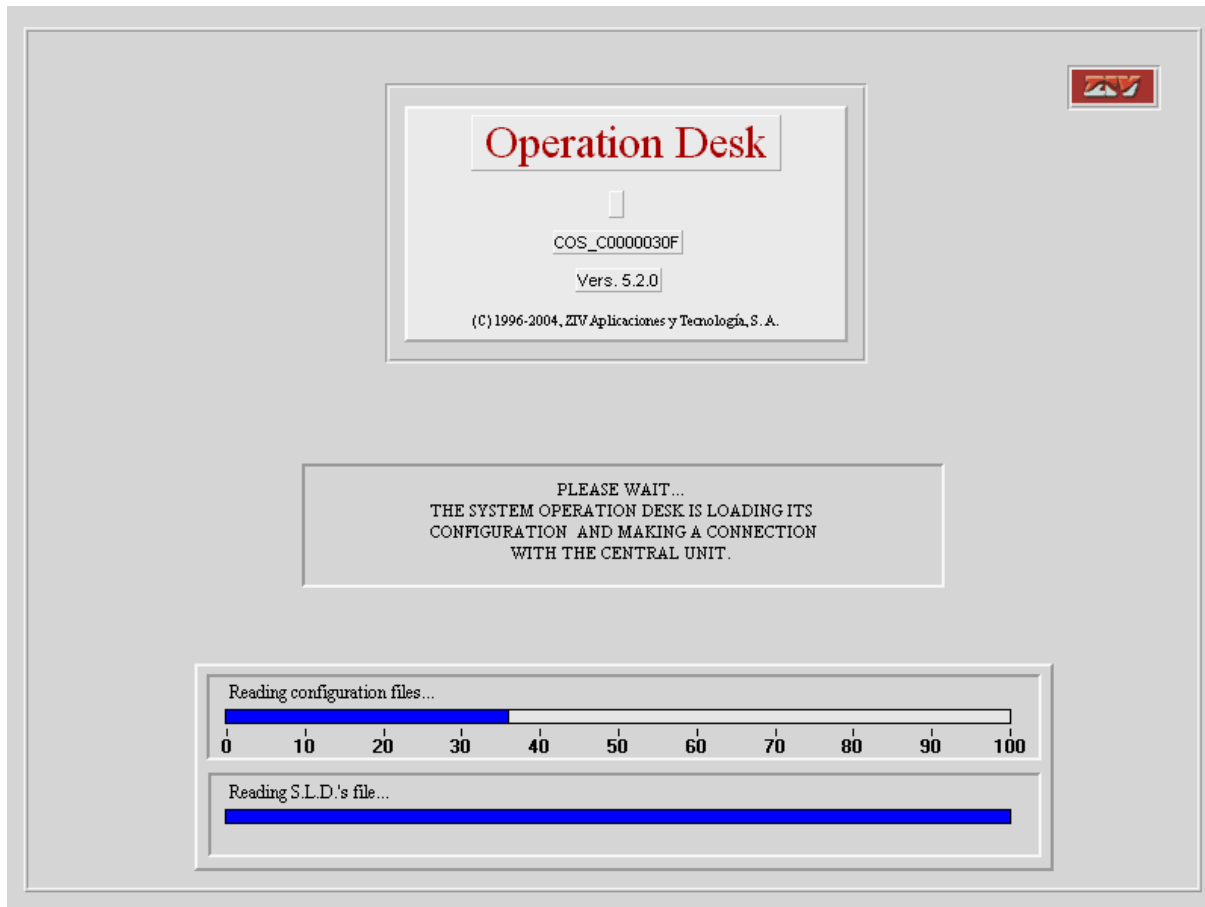 ZIV
Operation Desk
COS_C0000030F
Vers. 5.2.0
(C) 1996-2004, ZIV Aplicaciones y Tecnología, S. A.
PLEASE WAIT...
THE SYSTEM OPERATION DESK IS LOADING ITS
CONFIGURATION AND MAKING A CONNECTION
WITH THE CENTRAL UNIT.
Reading configuration files...
0 10 20 30 40 50 60 70 80 90 100
Reading S.L.D.'s file...